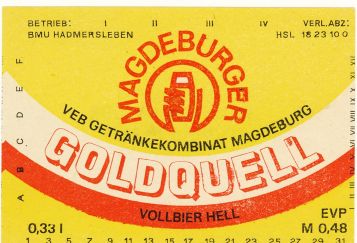 BETRIEB: I II III IV VERL.ABZ:
BMU HADMERSLEBEN HSL 18 23 10 0
MAGDEBURGER
VEB GETRÄNKEKOMBINAT MAGDEBURG
GOLDQUELL
VOLLBIER HELL
0,33 l EVP
M 0,48
A B C D E F
1 3 5 7 9 11 13 15 17 19 21 23 25 27 29 31